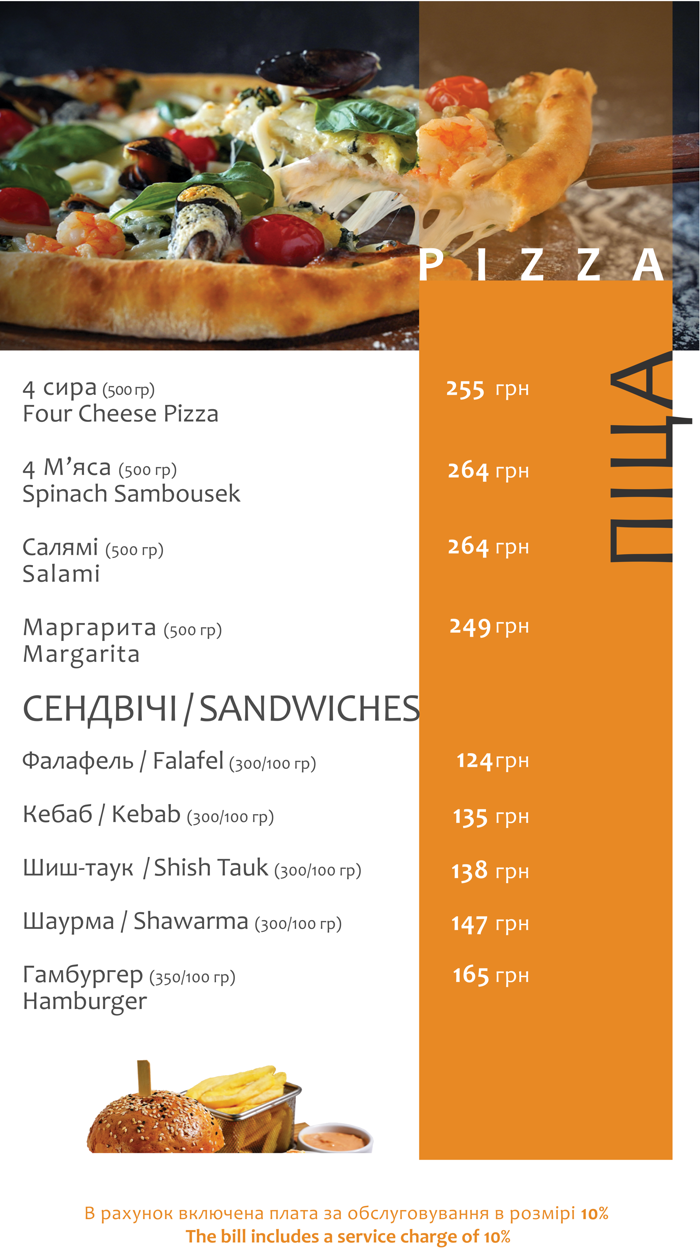 PIZZA
ПІЦА
4 сира (500 гр) 255 грн
Four Cheese Pizza
4 М’яса (500 гр) 264 грн
Spinach Sambousek
Салямі (500 гр) 264 грн
Salami
Маргарита (500 гр) 249 грн
Margarita
СЕНДВІЧІ / SANDWICHES
Фалафель / Falafel (300/100 гр) 124 грн
Кебаб / Kebab (300/100 гр) 135 грн
Шиш-таук / Shish Tauk (300/100 гр) 138 грн
Шаурма / Shawarma (300/100 гр) 147 грн
Гамбургер (350/100 гр) 165 грн
Hamburger
В рахунок включена плата за обслуговування в розмірі 10%
The bill includes a service charge of 10%